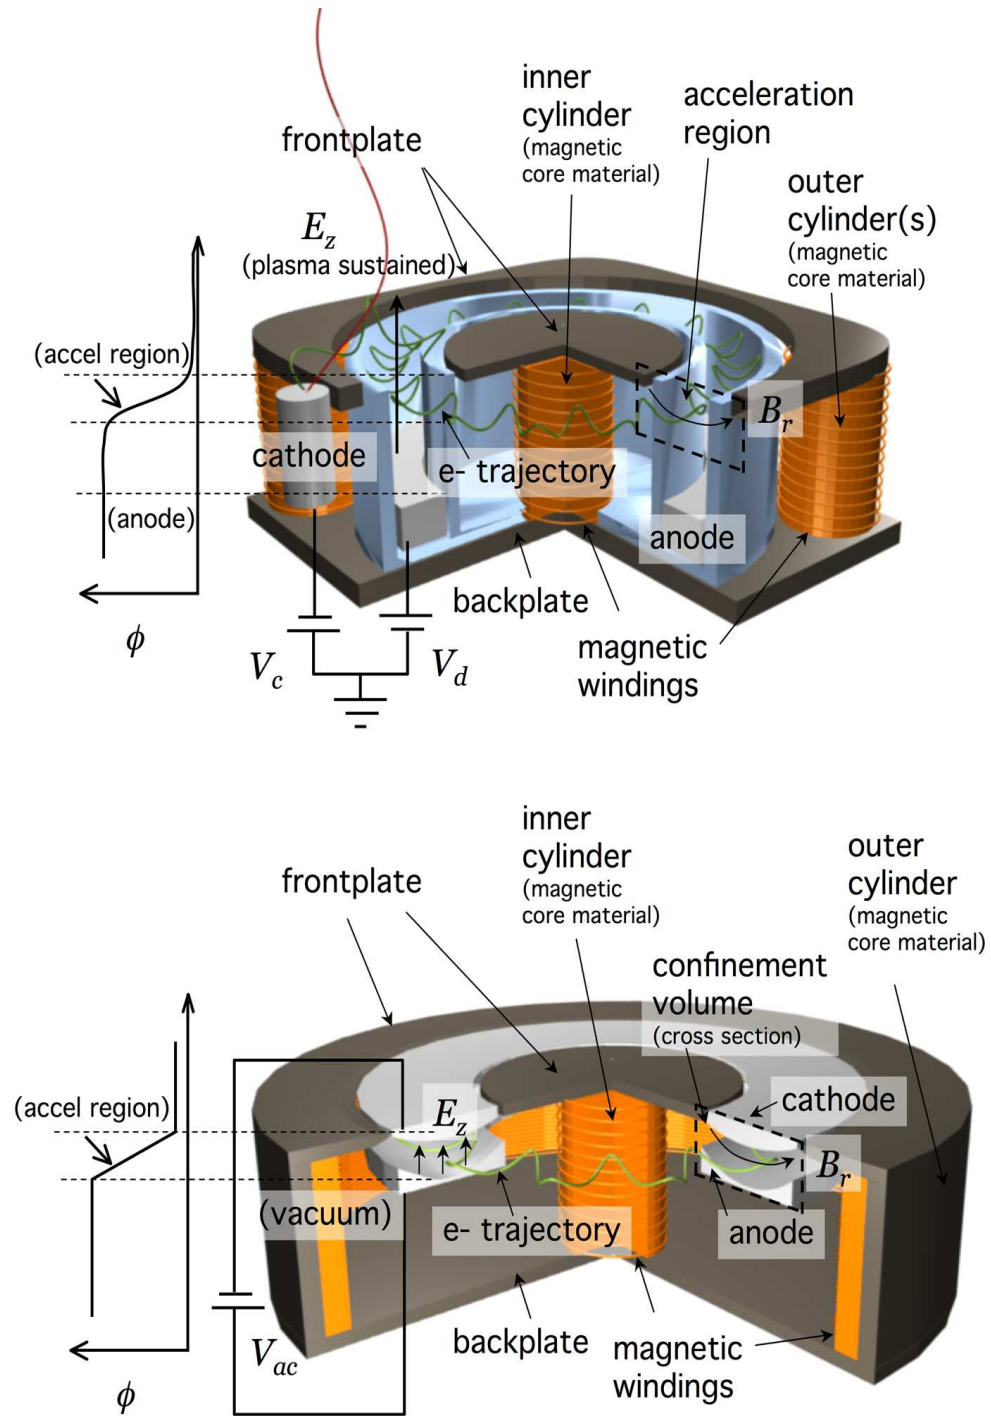 inner
cylinder
(magnetic
core material)
acceleration
region
frontplate
outer
cylinder(s)
(magnetic
core material)
E_z
(plasma sustained)
(accel region)
B_r
cathode
e- trajectory
(anode)
anode
backplate
ϕ
V_c
V_d
magnetic
windings
inner
cylinder
(magnetic
core material)
outer
cylinder
(magnetic
core material)
frontplate
confinement
volume
(cross section)
(accel region)
E_z
cathode
B_r
(vacuum)
e- trajectory
anode
backplate
V_ac
magnetic
windings
ϕ